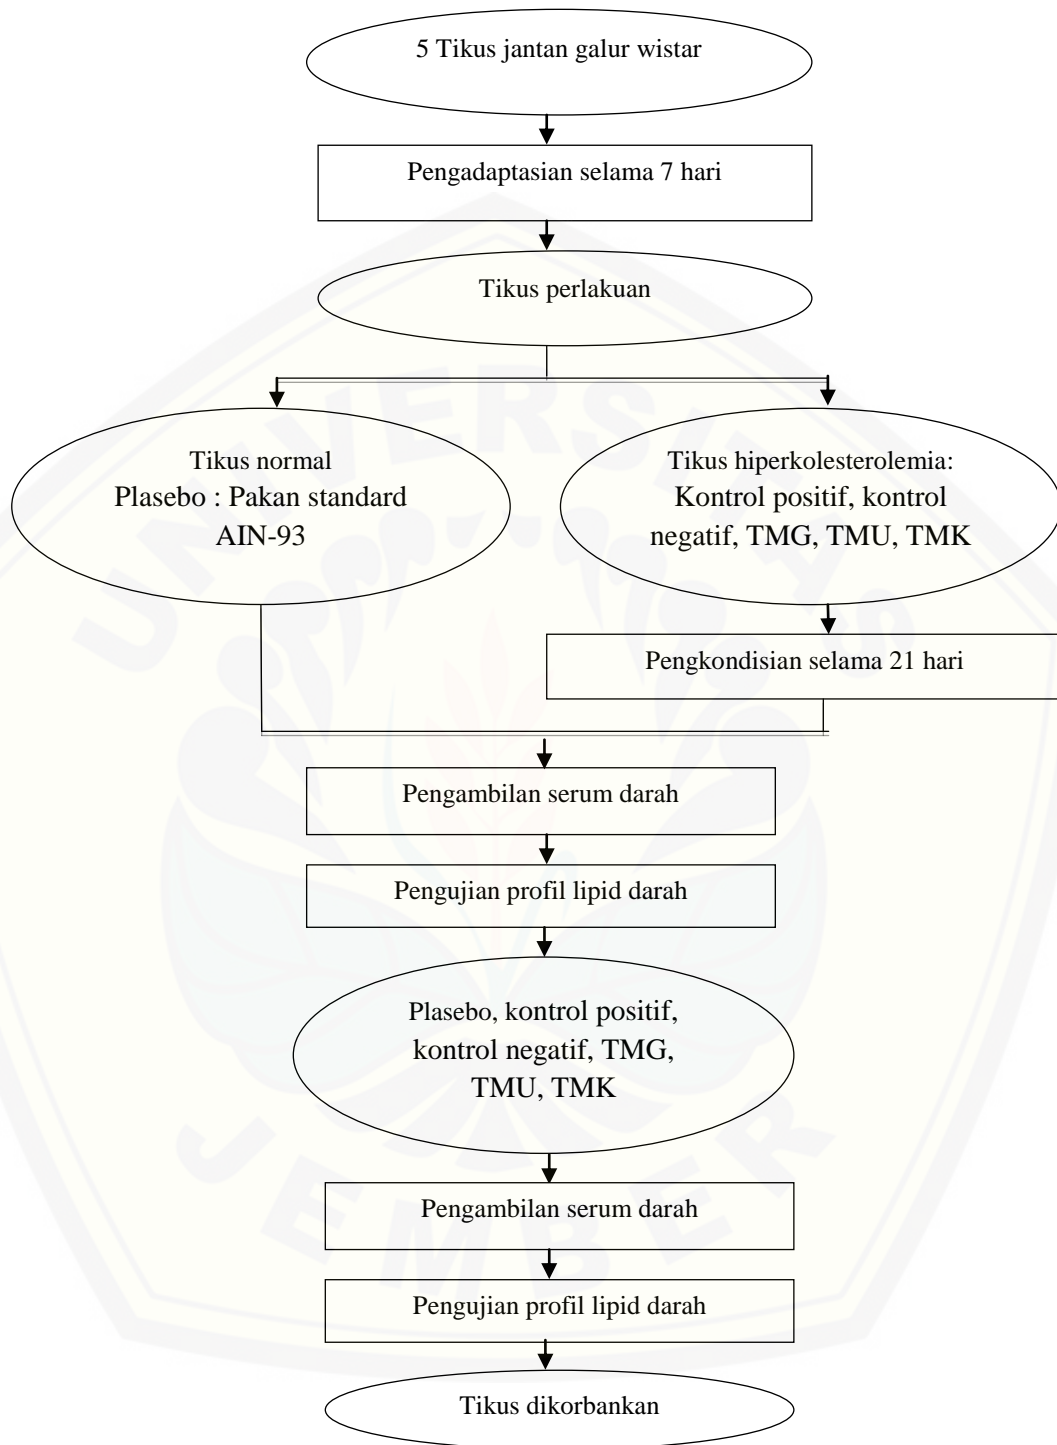 5 Tikus jantan galur wistar
Pengadaptasian selama 7 hari
Tikus perlakuan
Tikus normal
Plasebo : Pakan standard
AIN-93
Tikus hiperkolesterolemia:
Kontrol positif, kontrol
negatif, TMG, TMU, TMK
Pengkondisian selama 21 hari
Pengambilan serum darah
Pengujian profil lipid darah
Plasebo, kontrol positif,
kontrol negatif, TMG,
TMU, TMK
Pengambilan serum darah
Pengujian profil lipid darah
Tikus dikorbankan
UNIVERSITAS
JEMBER